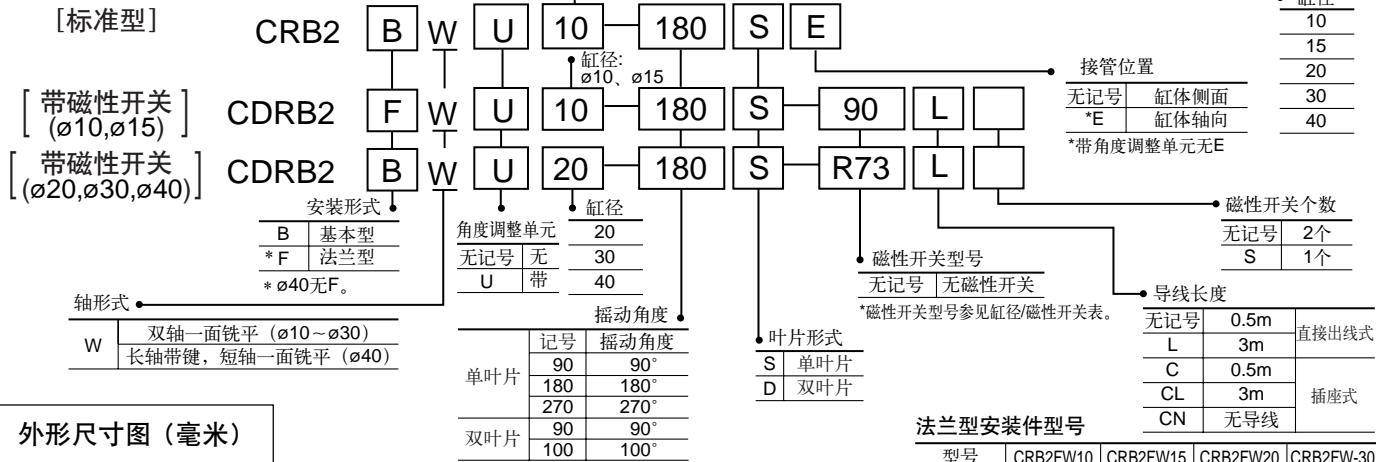 [标准型]
CRB2 B W U 10 180 S E
缸径
10
15
20
30
40
缸径:
ø10、ø15
接管位置
无记号 缸体侧面
*E 缸体轴向
*带角度调整单元无E
[带磁性开关
(ø10,ø15)]
CDRB2 F W U 10 180 S 90 L
[带磁性开关
(ø20,ø30,ø40)]
CDRB2 B W U 20 180 S R73 L
安装形式
B 基本型
*F 法兰型
* ø40无F。
角度调整单元
无记号 无
U 带
缸径
20
30
40
磁性开关个数
无记号 2个
S 1个
磁性开关型号
无记号 无磁性开关
*磁性开关型号参见缸径/磁性开关表。
轴形式
W 双轴一面铣平(ø10~ø30)
长轴带键，短轴一面铣平(ø40)
摇动角度
记号 摇动角度
单叶片 90 90°
180 180°
270 270°
双叶片 90 90°
100 100°
叶片形式
S 单叶片
D 双叶片
导线长度
无记号 0.5m 直接出线式
L 3m
C 0.5m 插座式
CL 3m
CN 无导线
外形尺寸图（毫米）
法兰型安装件型号
型号 CRB2FW10 CRB2FW15 CRB2FW20 CRB2FW-30